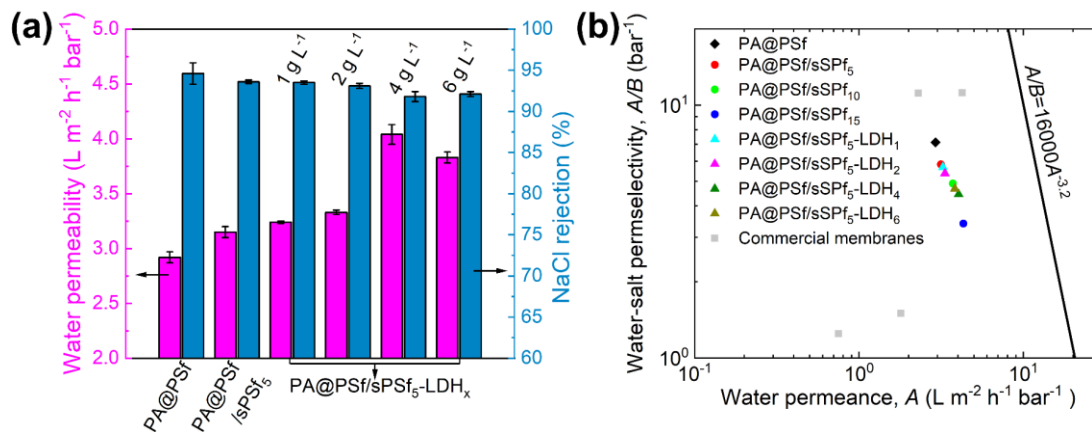 (a)
Water permeability (L m⁻² h⁻¹ bar⁻¹)
5.0
4.5
4.0
3.5
3.0
2.5
2.0
1 g L⁻¹
2 g L⁻¹
4 g L⁻¹
6 g L⁻¹
100
95
90
85
80
75
70
65
60
NaCl rejection (%)
PA@PSf
PA@PSf
/sPSf₅
PA@PSf/sPSf₅-LDHₓ
(b)
Water-salt permselectivity, A/B (bar⁻¹)
10¹
10⁰
PA@PSf
PA@PSf/sSPf₅
PA@PSf/sSPf₁₀
PA@PSf/sSPf₁₅
PA@PSf/sSPf₅-LDH₁
PA@PSf/sSPf₅-LDH₂
PA@PSf/sSPf₅-LDH₄
PA@PSf/sSPf₅-LDH₆
Commercial membranes
A/B=16000A⁻³·²
10⁻¹
10⁰
10¹
Water permeance, A (L m⁻² h⁻¹ bar⁻¹)